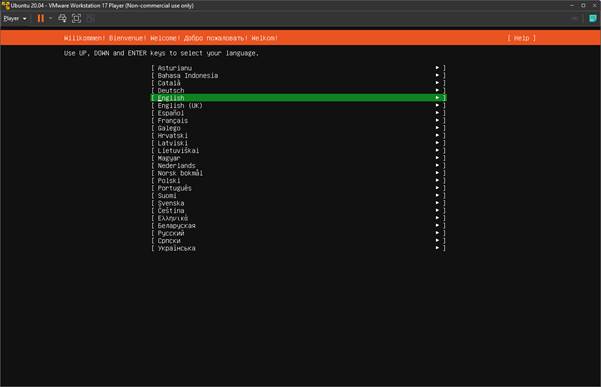 Ubuntu 20.04 - VMware Workstation 17 Player (Non-commercial use only)
Player
Willkommen! Bienvenue! Welcome! Добро пожаловать! Welkom! [ Help ]
Use UP, DOWN and ENTER keys to select your language.
[ Asturianu ► ]
[ Bahasa Indonesia ► ]
[ Català ► ]
[ Deutsch ► ]
[ English ► ]
[ English (UK) ► ]
[ Español ► ]
[ Français ► ]
[ Galego ► ]
[ Hrvatski ► ]
[ Latviski ► ]
[ Lietuviškai ► ]
[ Magyar ► ]
[ Nederlands ► ]
[ Norsk bokmål ► ]
[ Polski ► ]
[ Português ► ]
[ Suomi ► ]
[ Svenska ► ]
[ Čeština ► ]
[ Ελληνικά ► ]
[ Беларуская ► ]
[ Русский ► ]
[ Српски ► ]
[ Українська ► ]